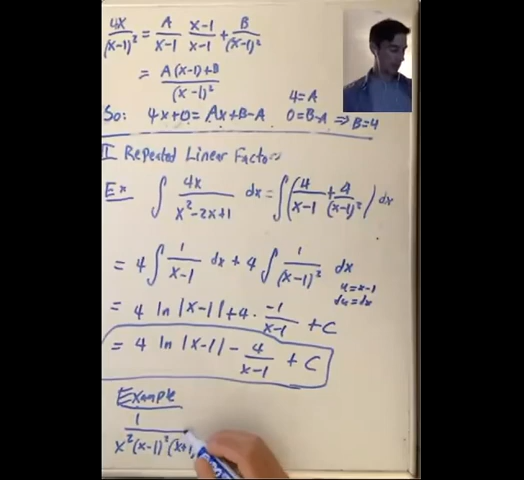 4x/(x-1)² = A/(x-1) (x-1)/(x-1) + B/(x-1)²
= A(x-1)+B/(x-1)²
So: 4x+0 = Ax+B-A 4=A
0=B-A ⇒ B=4
I Repeated Linear Factors
Ex ∫ 4x/(x²-2x+1) dx = ∫(4/(x-1) + 4/(x-1)²) dx
= 4 ∫ 1/(x-1) dx + 4 ∫ 1/(x-1)² dx
u=x-1
du=dx
= 4 ln |x-1| + 4 · -1/(x-1) + C
= 4 ln |x-1| - 4/(x-1) + C
Example
1/x²(x-1)²(x+1